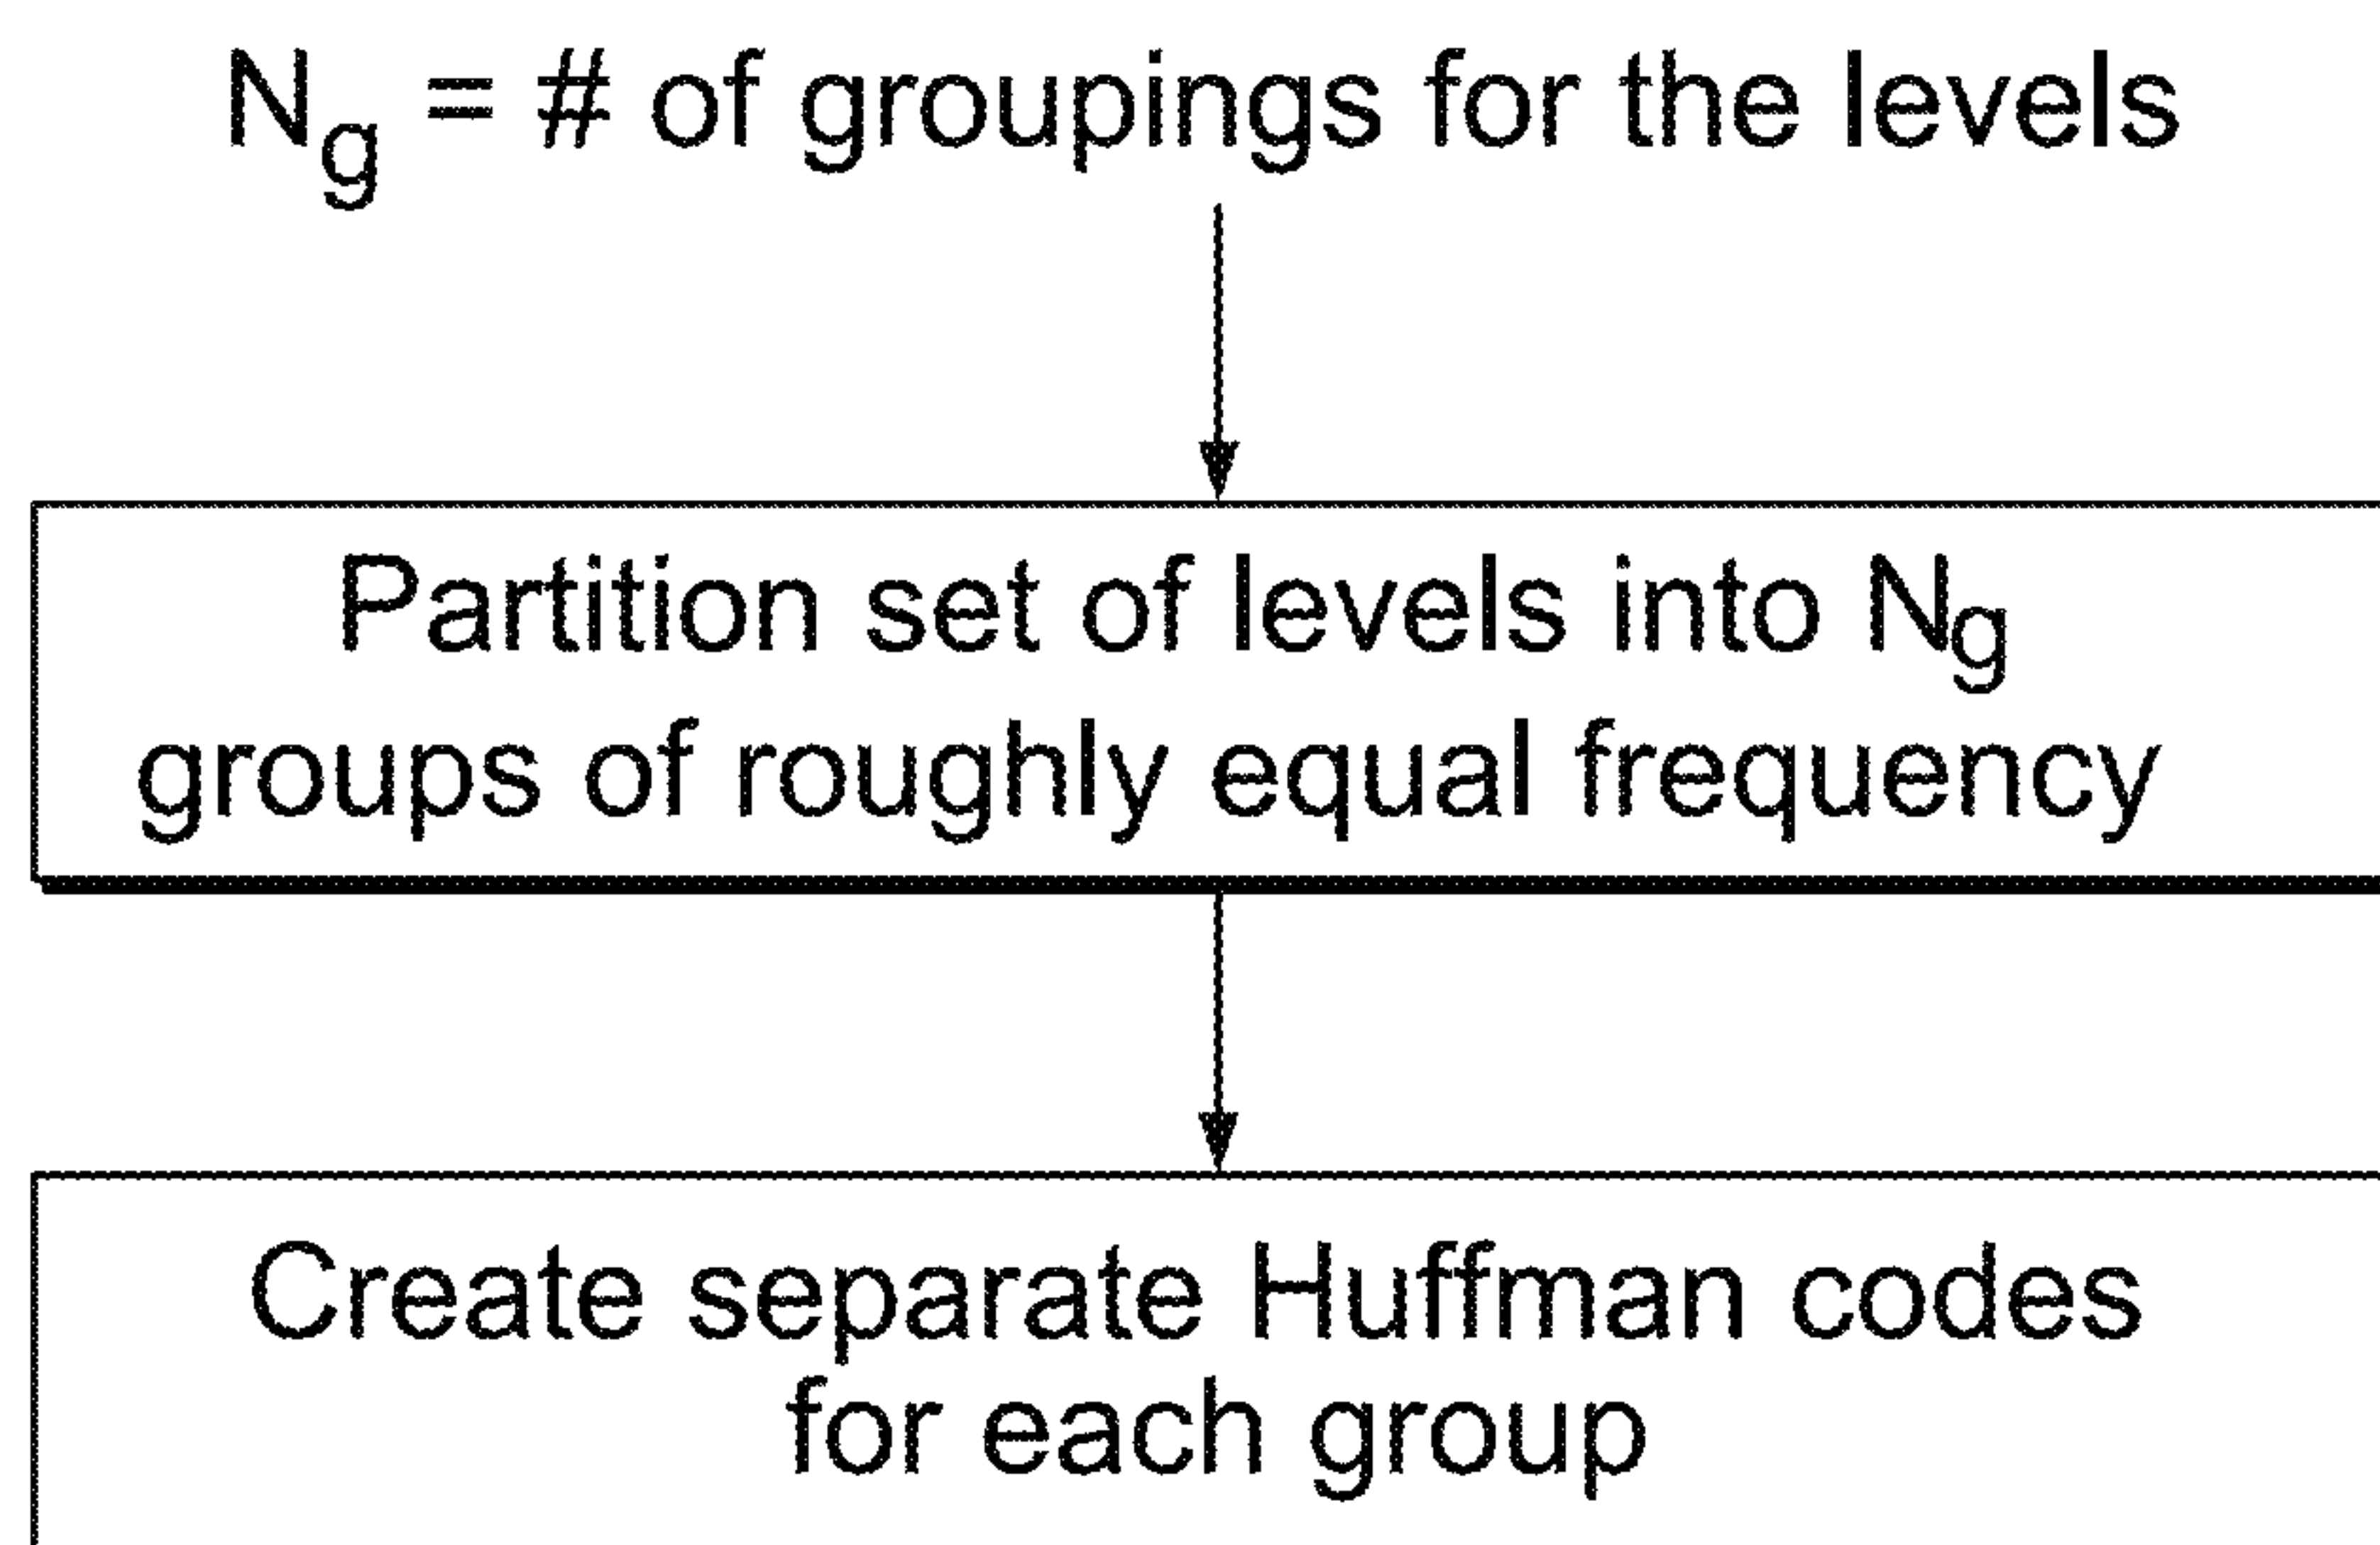 Ng = # of groupings for the levels
Partition set of levels into Ng
groups of roughly equal frequency
Create separate Huffman codes
for each group